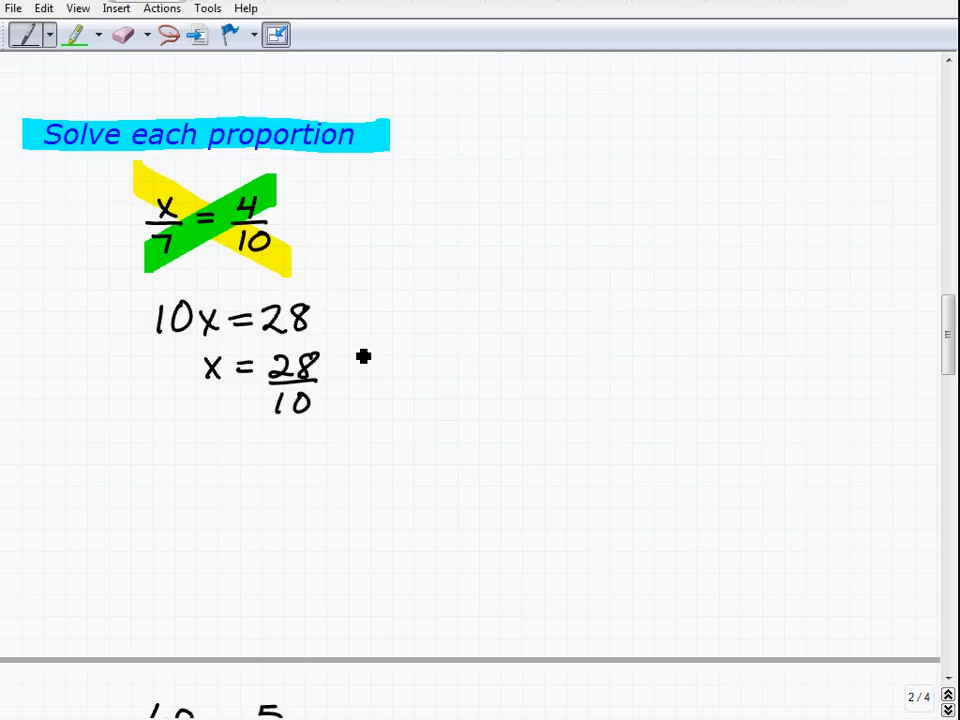 File Edit View Insert Actions Tools Help
Solve each proportion
x/7 = 4/10
10x = 28
x = 28/10
2 / 4